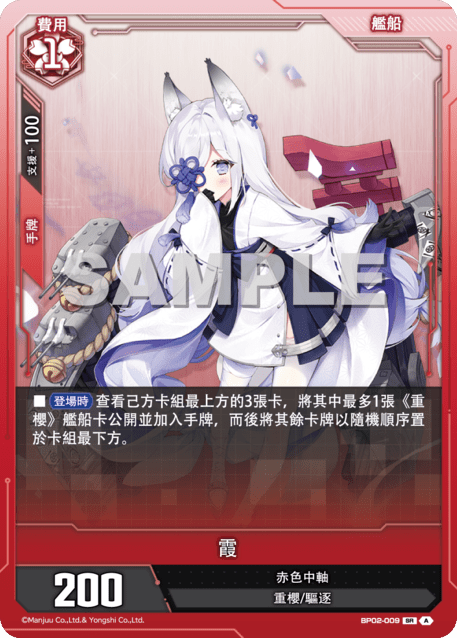 費用
1
艦船
支援+100
手牌
SAMPLE
■ 登場時 查看己方卡組最上方的3張卡，將其中最多1張《重
櫻》艦船卡公開並加入手牌，而後將其餘卡牌以隨機順序置
於卡組最下方。
霞
200
赤色中軸
重櫻/驅逐
©Manjuu Co.,Ltd.& Yongshi Co.,Ltd.
BP02-009 SR A